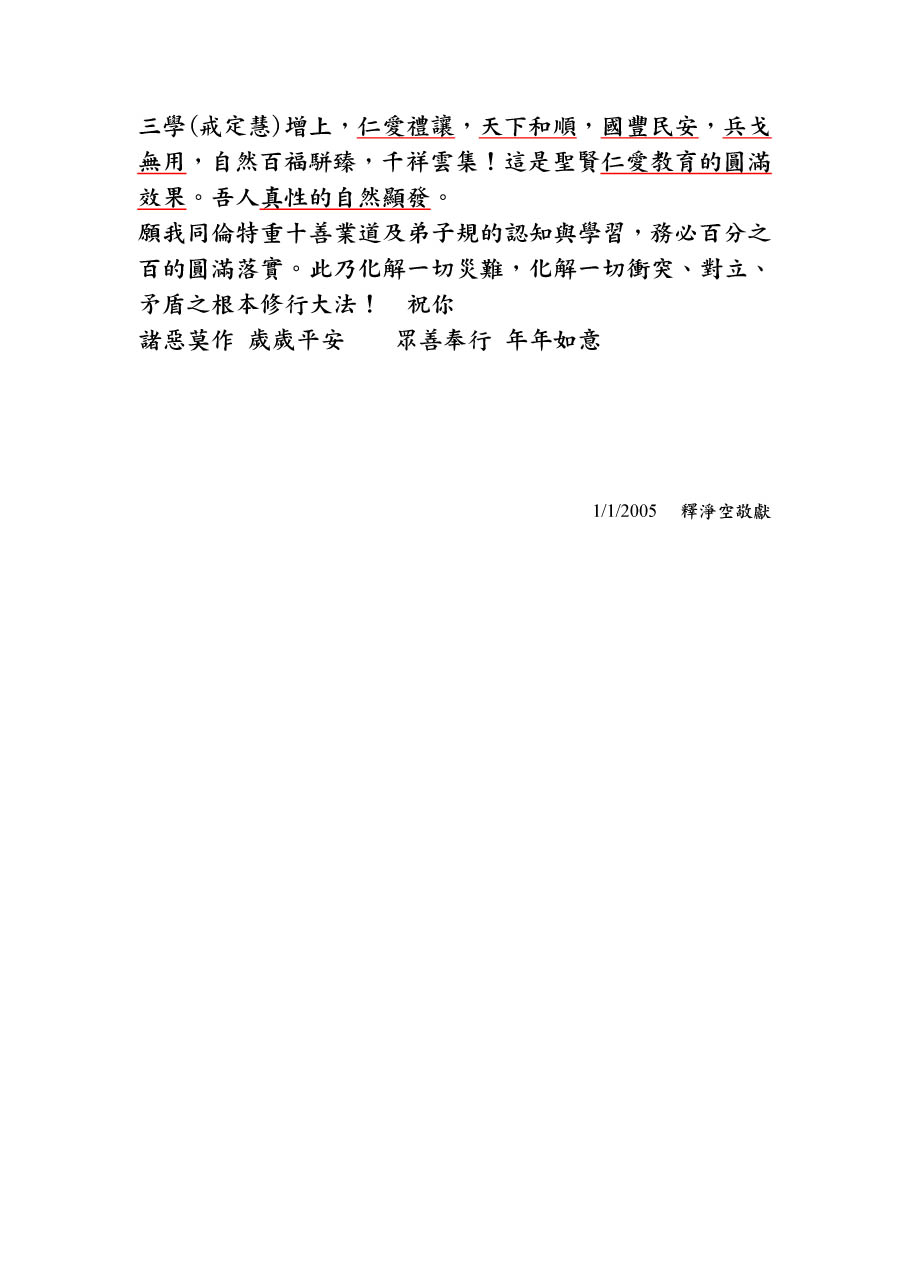 三學(戒定慧)增上，仁愛禮讓，天下和順，國豐民安，兵戈
無用，自然百福駢臻，千祥雲集！這是聖賢仁愛教育的圓滿
效果。吾人真性的自然顯發。
願我同倫特重十善業道及弟子規的認知與學習，務必百分之
百的圓滿落實。此乃化解一切災難，化解一切衝突、對立、
矛盾之根本修行大法！　祝你
諸惡莫作 歲歲平安　　眾善奉行 年年如意
1/1/2005　釋淨空敬獻